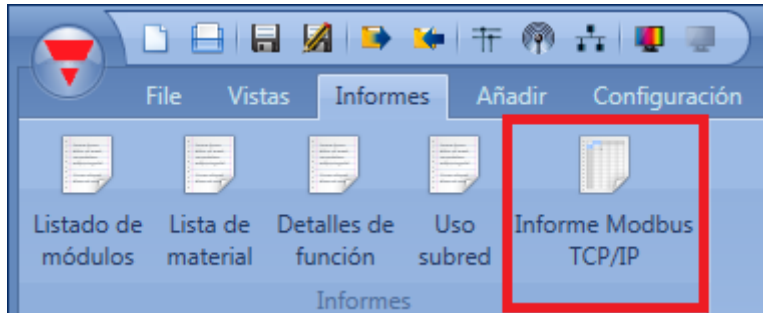 File Vistas Informes Añadir Configuración
Listado de Lista de Detalles de Uso Informe Modbus
módulos material función subred TCP/IP
Informes